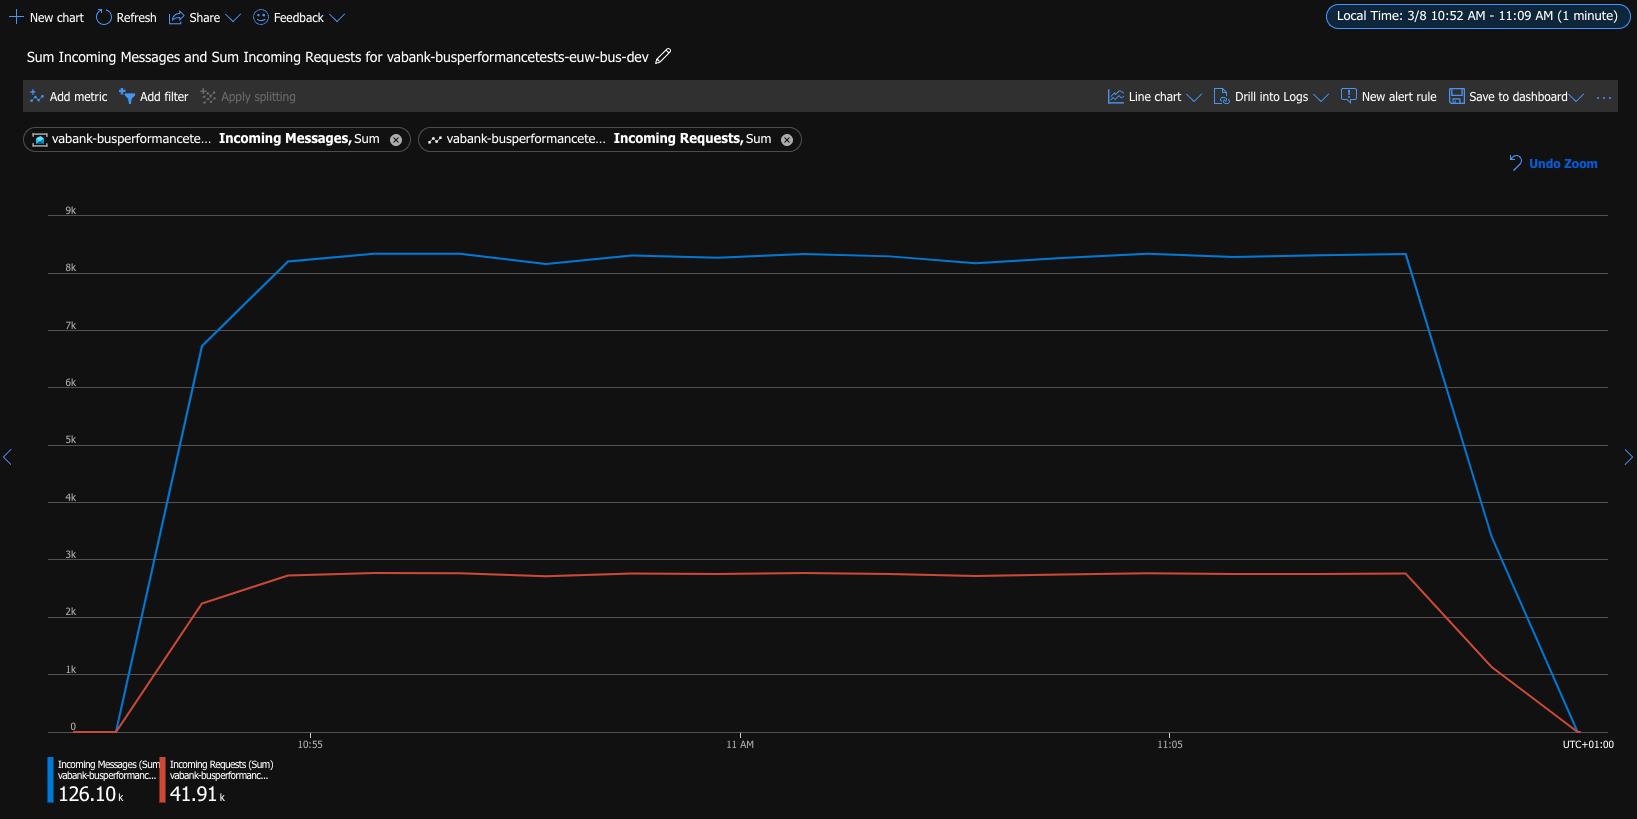 New chart Refresh Share Feedback Local Time: 3/8 10:52 AM - 11:09 AM (1 minute)
Sum Incoming Messages and Sum Incoming Requests for vabank-busperformancetests-euw-bus-dev
Add metric Add filter Apply splitting Line chart Drill into Logs New alert rule Save to dashboard ...
vabank-busperformancete... Incoming Messages, Sum vabank-busperformancete... Incoming Requests, Sum
Undo Zoom
9k
8k
7k
6k
5k
4k
3k
2k
1k
0
10:55 11 AM 11:05 UTC+01:00
Incoming Messages (Sum Incoming Requests (Sum)
vabank-busperformanc... vabank-busperformanc...
126.10 k 41.91 k